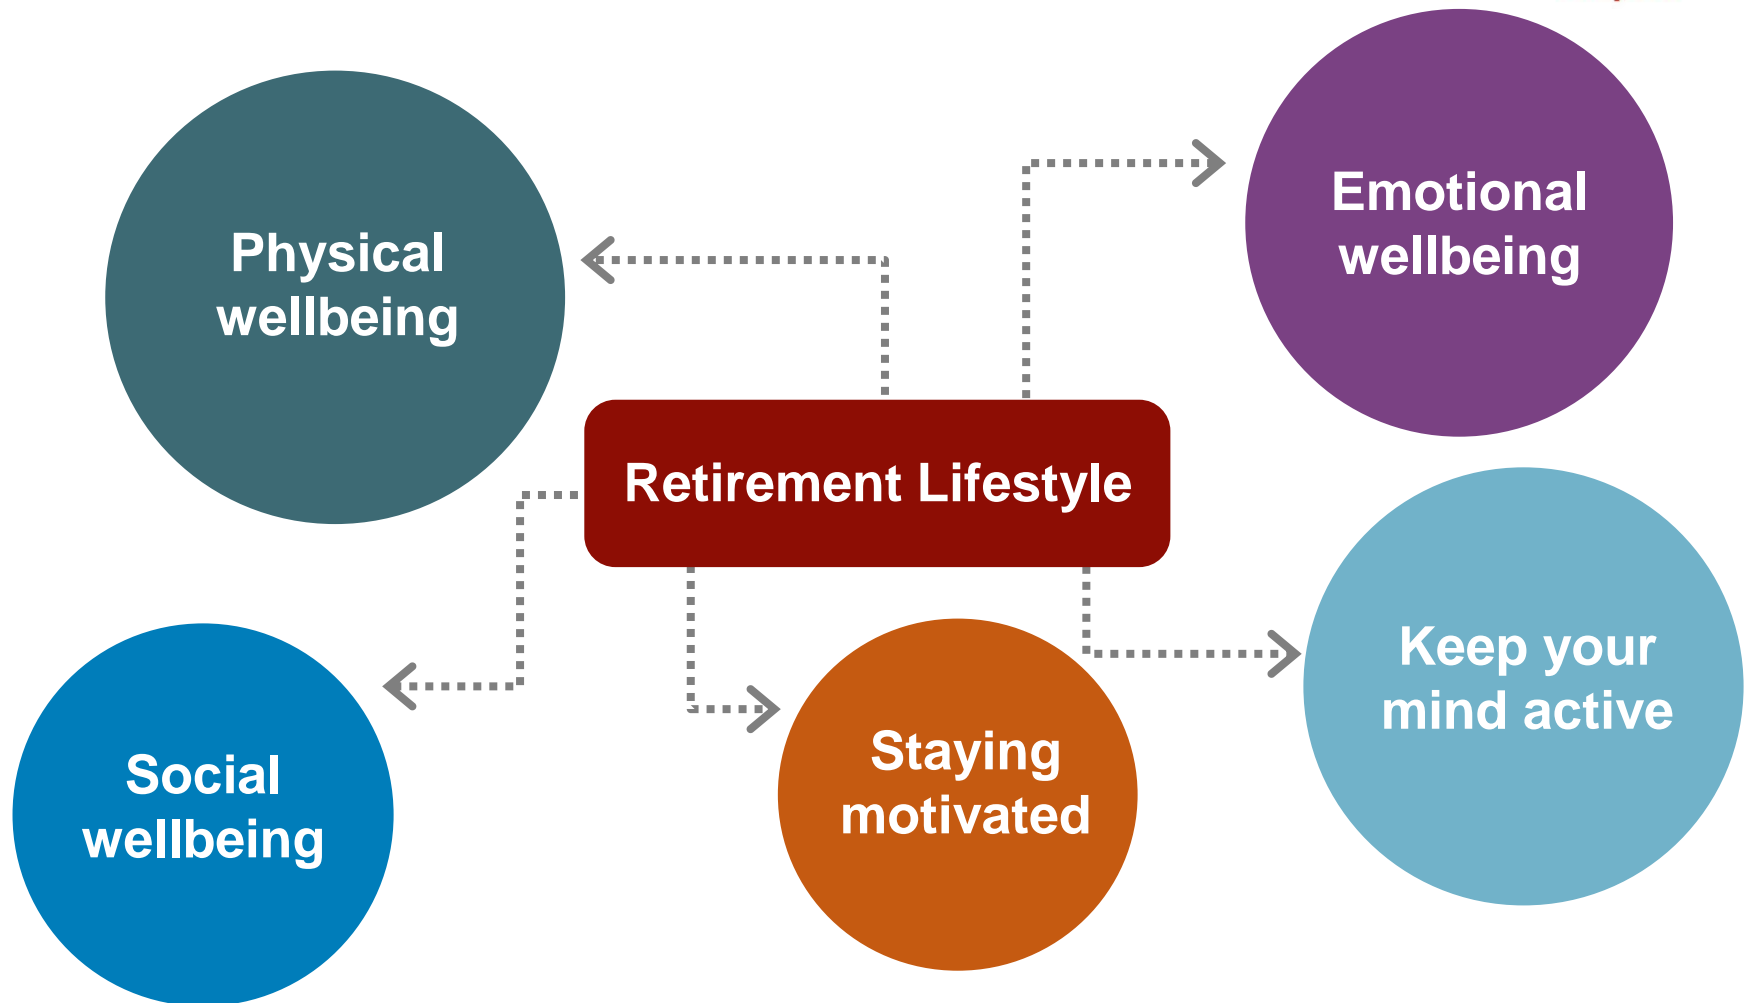 Physical
wellbeing
Emotional
wellbeing
Retirement Lifestyle
Social
wellbeing
Staying
motivated
Keep your
mind active